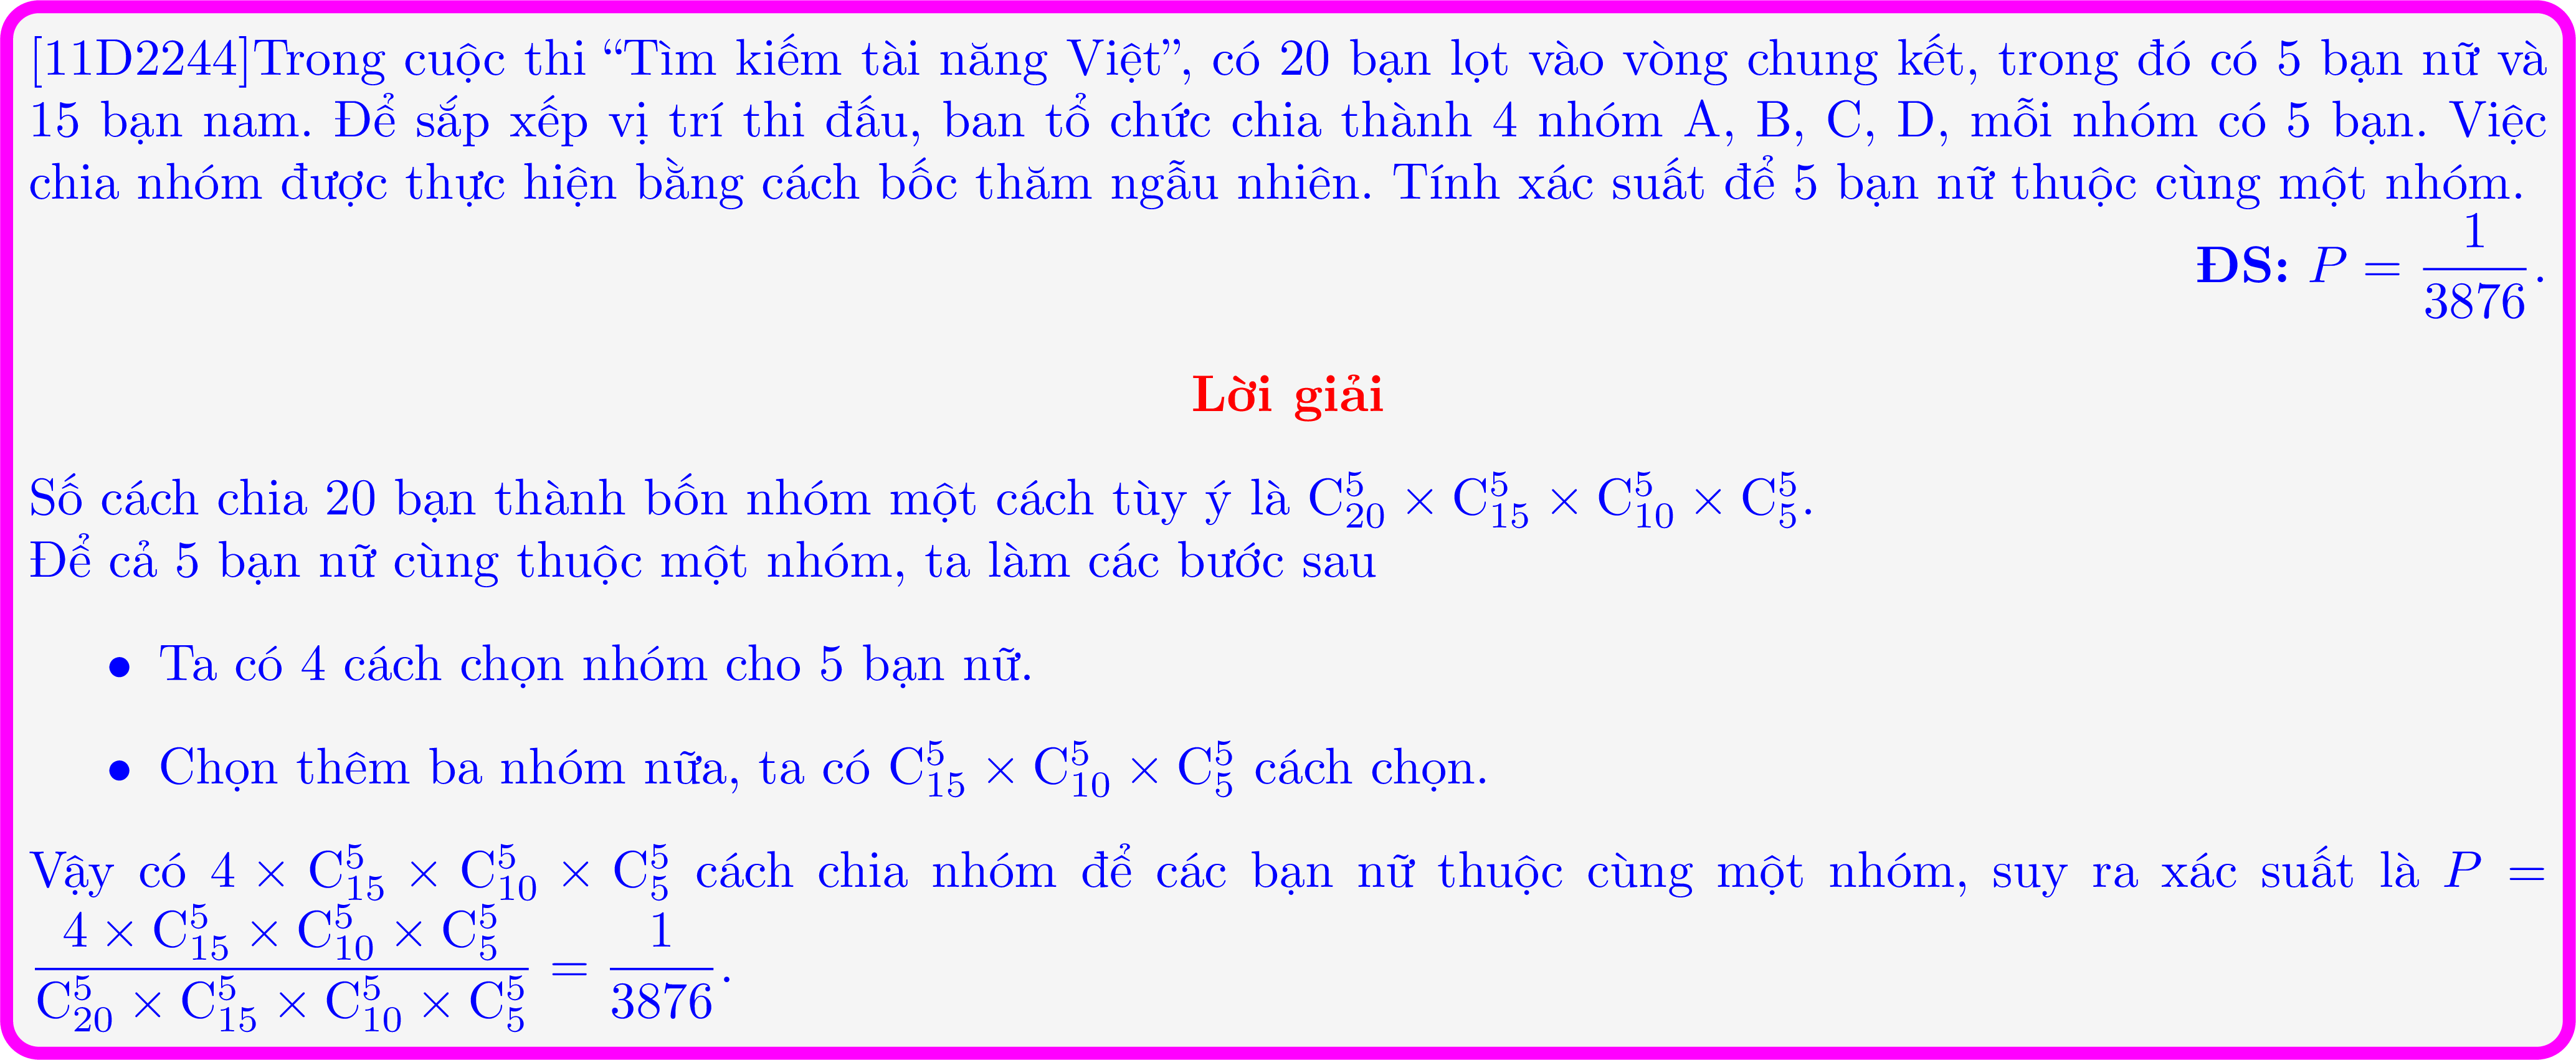 [11D2244]Trong cuộc thi “Tìm kiếm tài năng Việt”, có 20 bạn lọt vào vòng chung kết, trong đó có 5 bạn nữ và
15 bạn nam. Để sắp xếp vị trí thi đấu, ban tổ chức chia thành 4 nhóm A, B, C, D, mỗi nhóm có 5 bạn. Việc
chia nhóm được thực hiện bằng cách bốc thăm ngẫu nhiên. Tính xác suất để 5 bạn nữ thuộc cùng một nhóm.
ĐS: $P = \frac{1}{3876}$.
Lời giải
Số cách chia 20 bạn thành bốn nhóm một cách tùy ý là $C_{20}^5 \times C_{15}^5 \times C_{10}^5 \times C_5^5$.
Để cả 5 bạn nữ cùng thuộc một nhóm, ta làm các bước sau
• Ta có 4 cách chọn nhóm cho 5 bạn nữ.
• Chọn thêm ba nhóm nữa, ta có $C_{15}^5 \times C_{10}^5 \times C_5^5$ cách chọn.
Vậy có $4 \times C_{15}^5 \times C_{10}^5 \times C_5^5$ cách chia nhóm để các bạn nữ thuộc cùng một nhóm, suy ra xác suất là $P =$
$\frac{4 \times C_{15}^5 \times C_{10}^5 \times C_5^5}{C_{20}^5 \times C_{15}^5 \times C_{10}^5 \times C_5^5} = \frac{1}{3876}$.